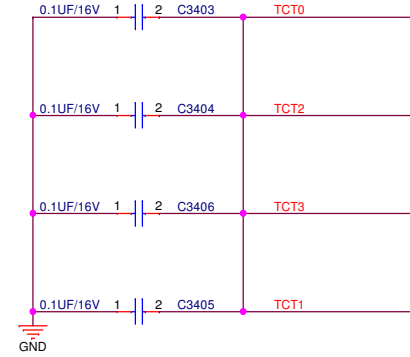 0.1UF/16V 1 2 C3403 TCT0
0.1UF/16V 1 2 C3404 TCT2
0.1UF/16V 1 2 C3406 TCT3
0.1UF/16V 1 2 C3405 TCT1
GND